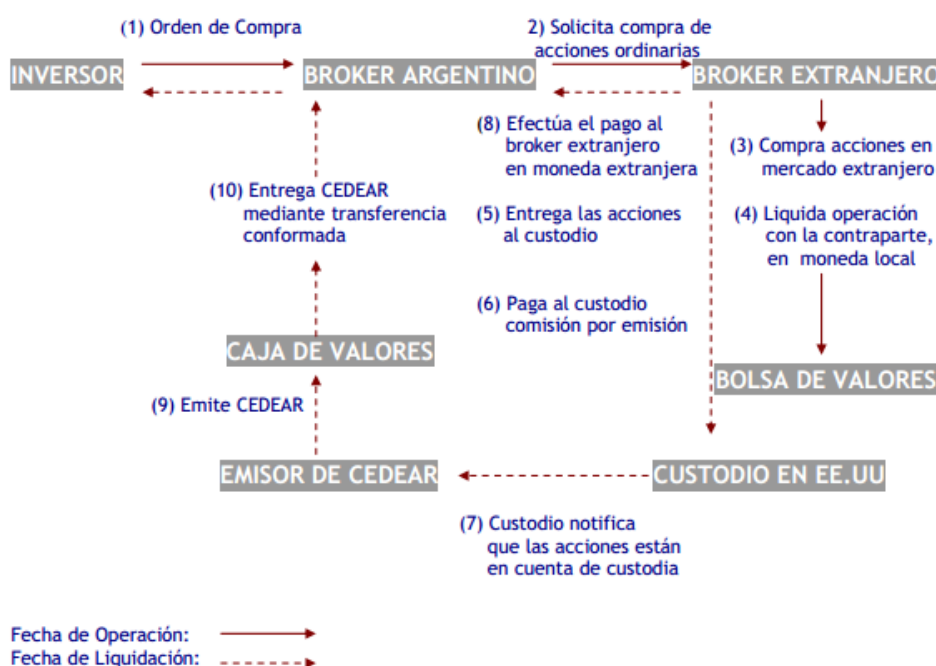 (1) Orden de Compra
2) Solicita compra de
acciones ordinarias
INVERSOR
BROKER ARGENTINO
BROKER EXTRANJERO
(8) Efectúa el pago al
broker extranjero
en moneda extranjera
(3) Compra acciones en
mercado extranjero
(10) Entrega CEDEAR
mediante transferencia
conformada
(5) Entrega las acciones
al custodio
(4) Liquida operación
con la contraparte,
en moneda local
(6) Paga al custodio
comisión por emisión
CAJA DE VALORES
BOLSA DE VALORES
(9) Emite CEDEAR
EMISOR DE CEDEAR
CUSTODIO EN EE.UU
(7) Custodio notifica
que las acciones están
en cuenta de custodia
Fecha de Operación:
Fecha de Liquidación: